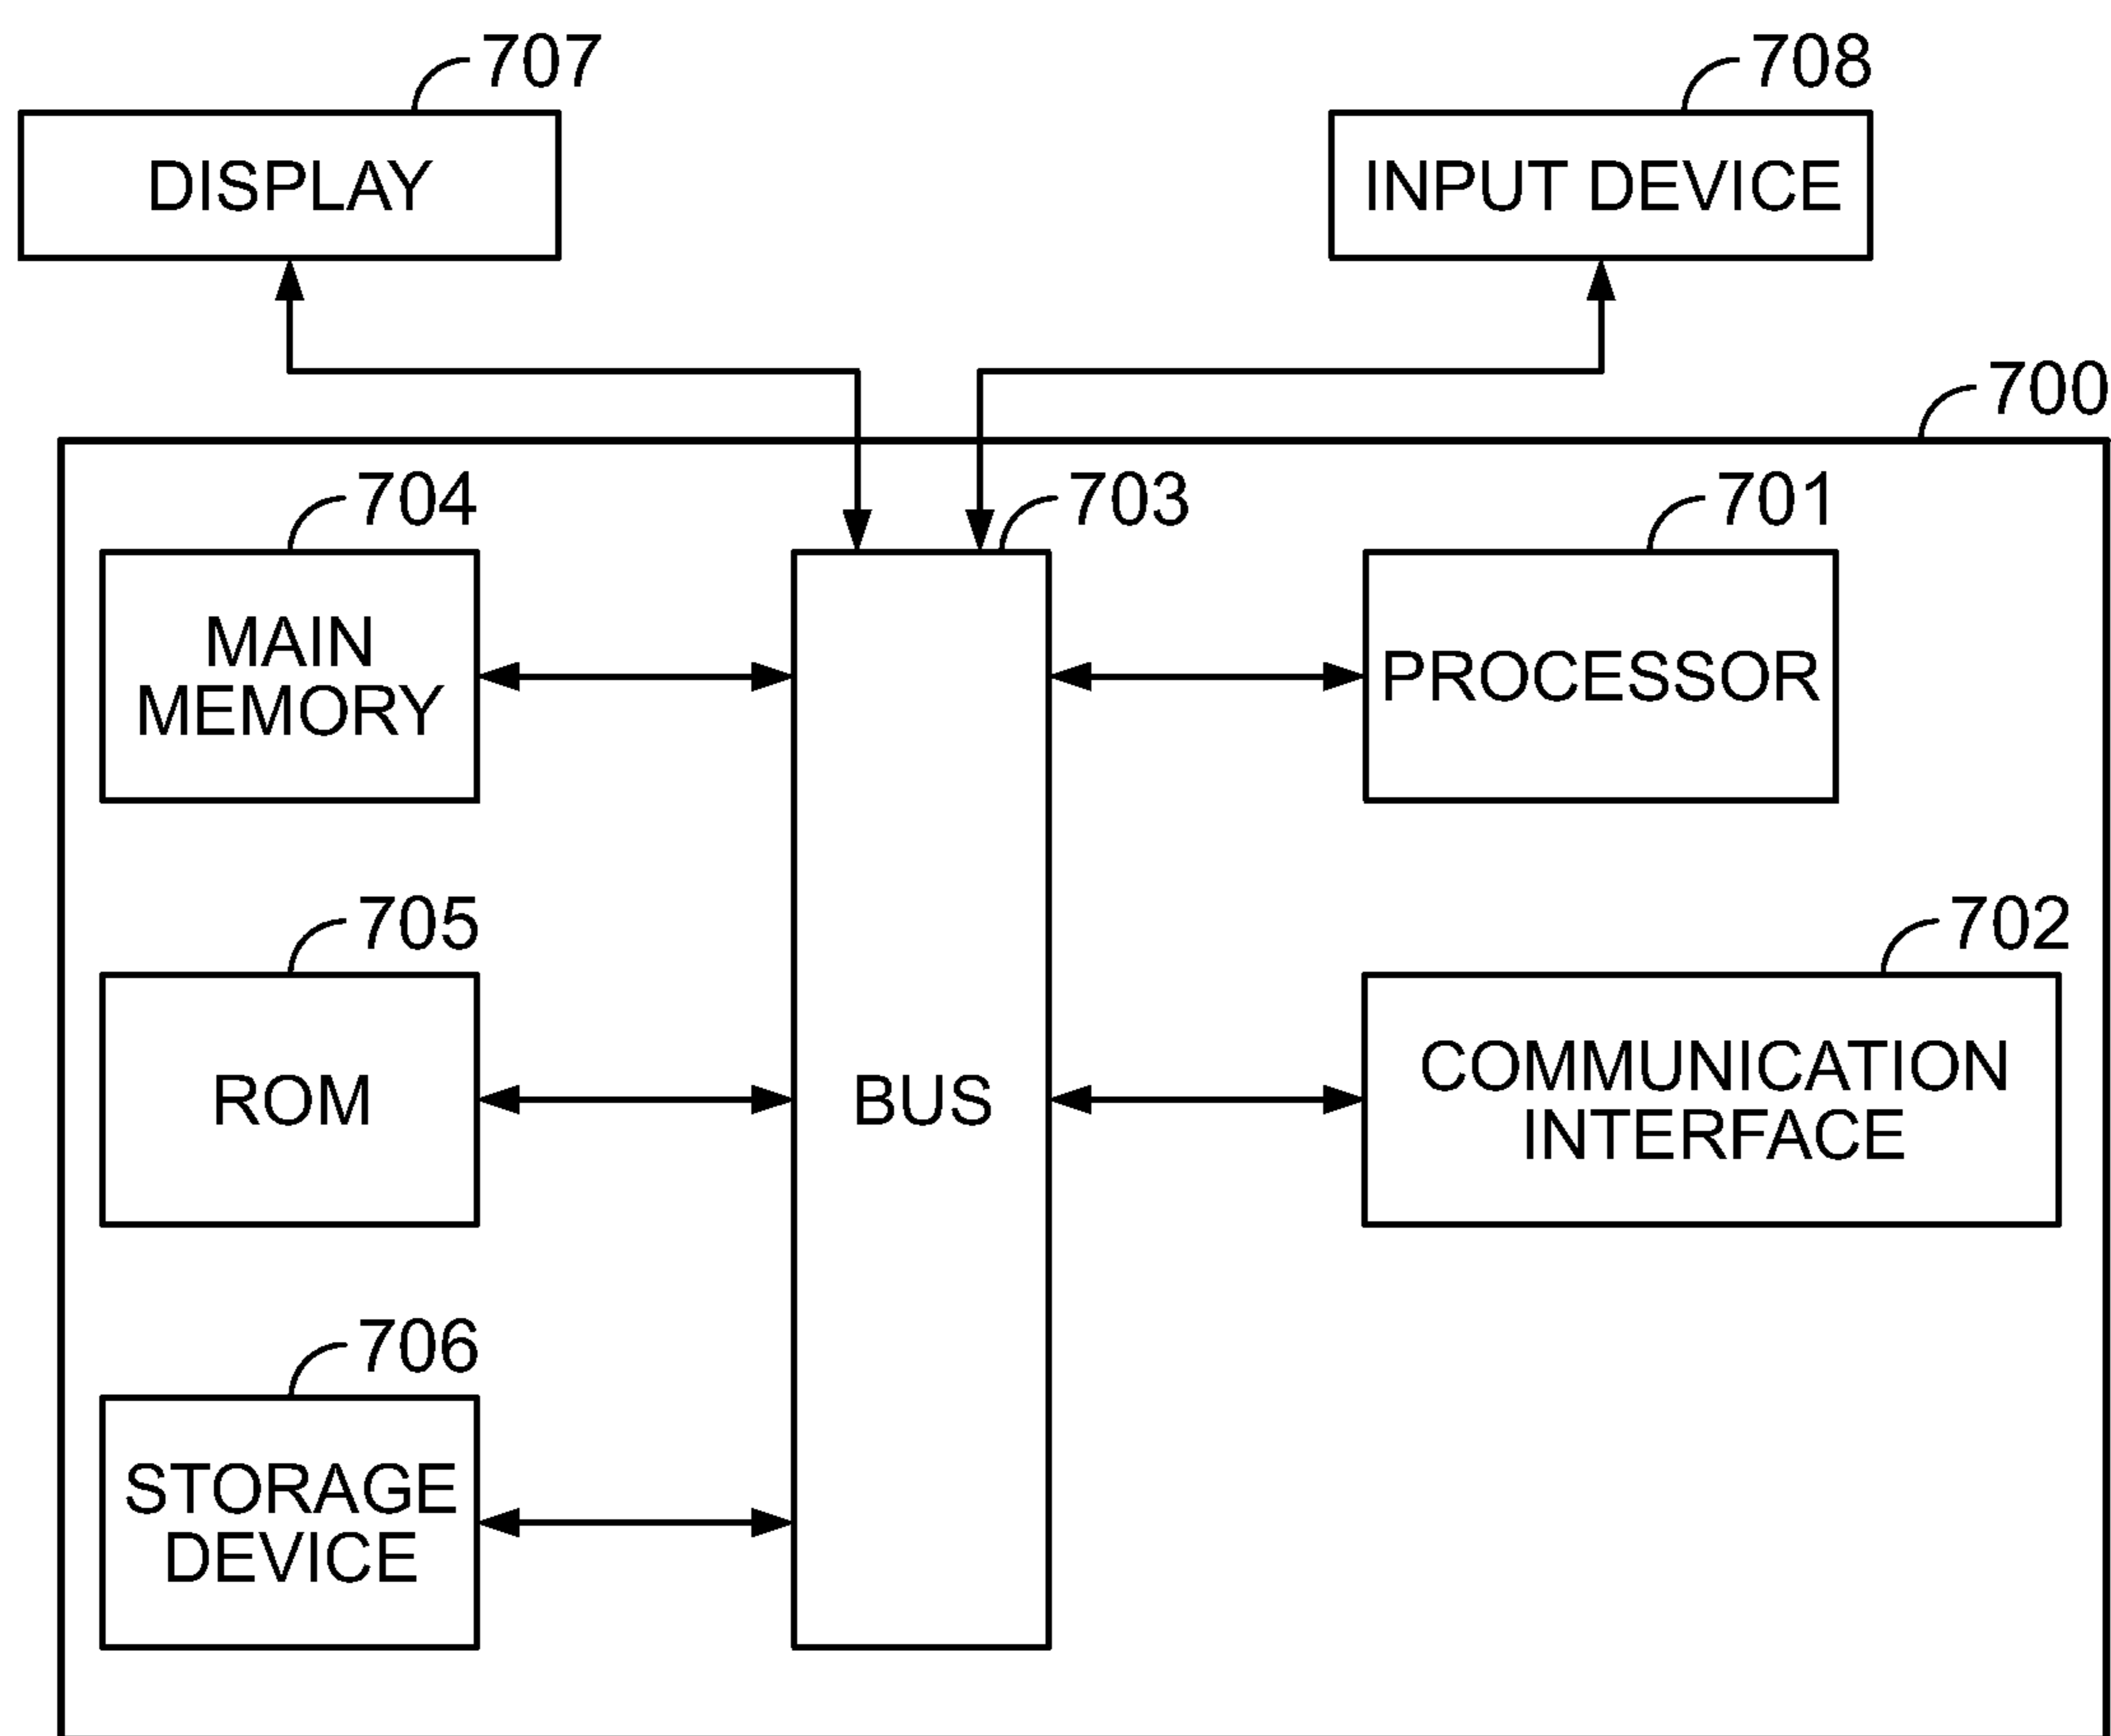 707
708
DISPLAY
INPUT DEVICE
700
704
703
701
MAIN
MEMORY
PROCESSOR
705
702
ROM
BUS
COMMUNICATION
INTERFACE
706
STORAGE
DEVICE